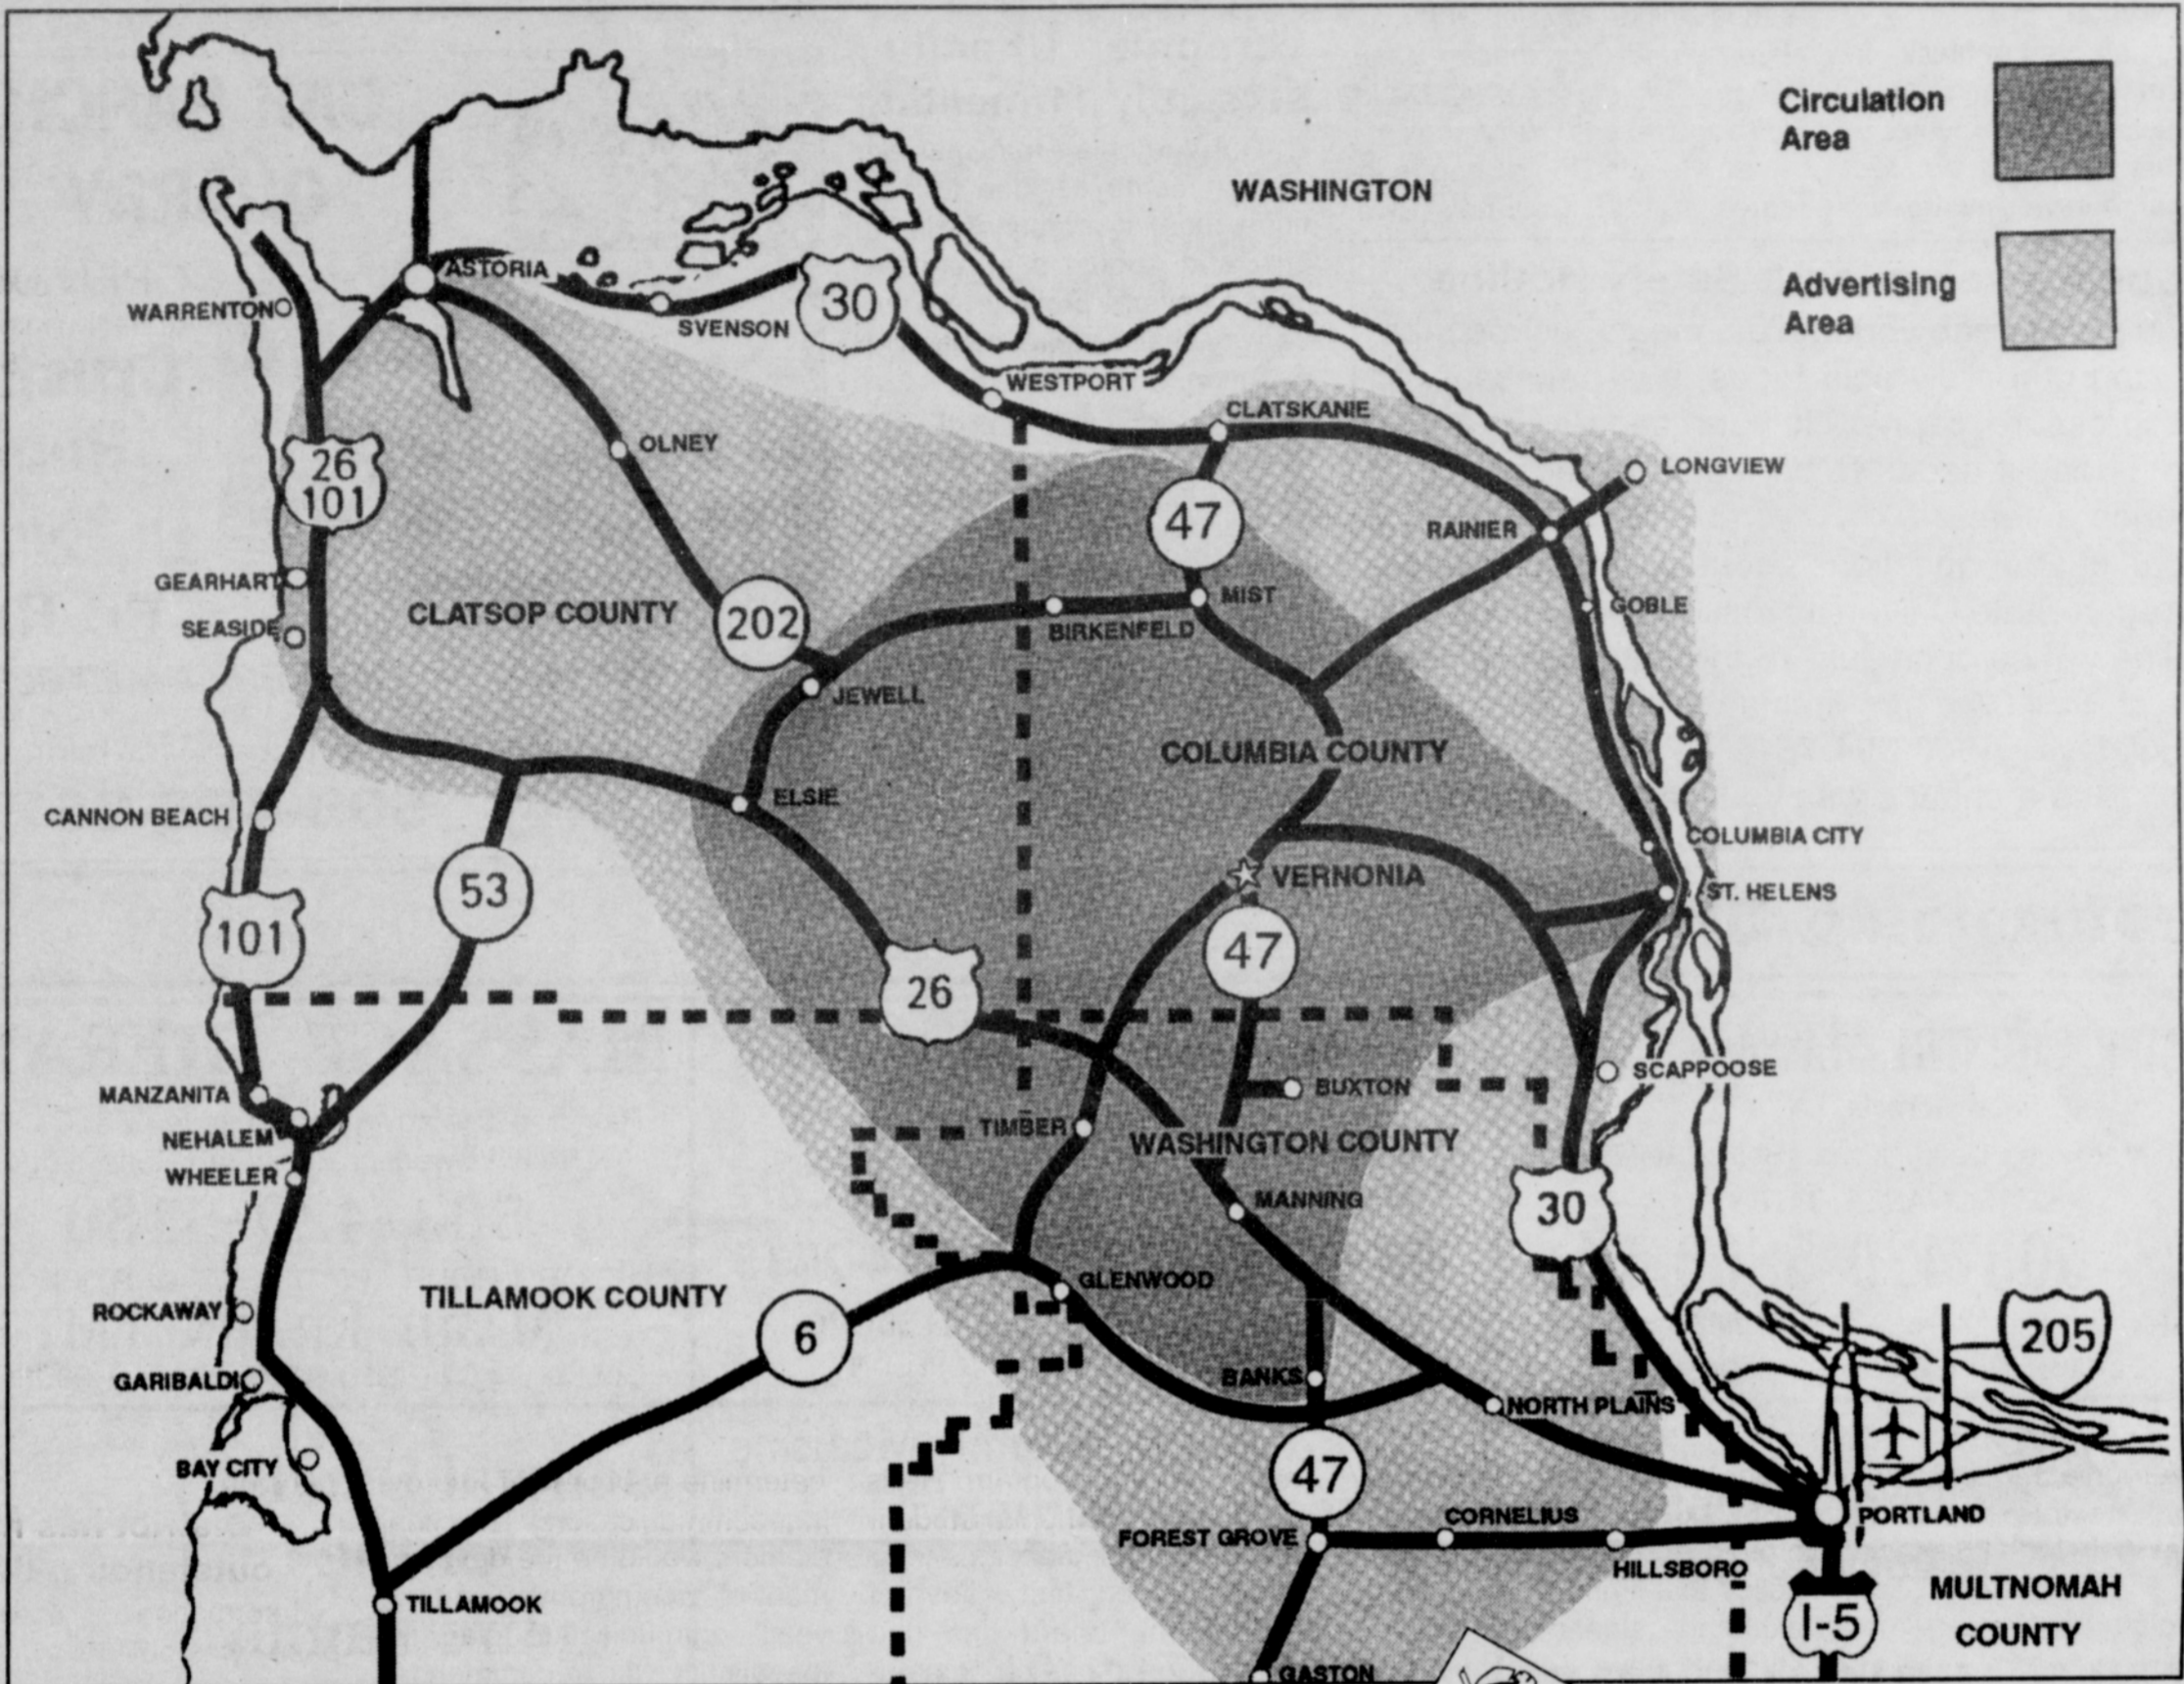 Circulation
Area
WASHINGTON
Advertising
Area
ASTORIA
WARRENTON
SVENSON
30
WESTPORT
CLATSKANIE
OLNEY
26
101
LONGVIEW
47
RAINIER
GEARHART
SEASIDE
CLATSOP COUNTY
202
MIST
BIRKENFELD
GOBLE
JEWELL
COLUMBIA COUNTY
ELSIE
CANNON BEACH
COLUMBIA CITY
53
VERNONIA
ST. HELENS
101
47
26
MANZANITA
BUXTON
SCAPPOOSE
NEHALEM
TIMBER
WASHINGTON COUNTY
WHEELER
MANNING
30
TILLAMOOK COUNTY
GLENWOOD
ROCKAWAY
6
205
GARIBALDI
BANKS
NORTH PLAINS
BAY CITY
47
CORNELIUS
PORTLAND
FOREST GROVE
HILLSBORO
TILLAMOOK
MULTNOMAH
COUNTY
I-5
GASTON